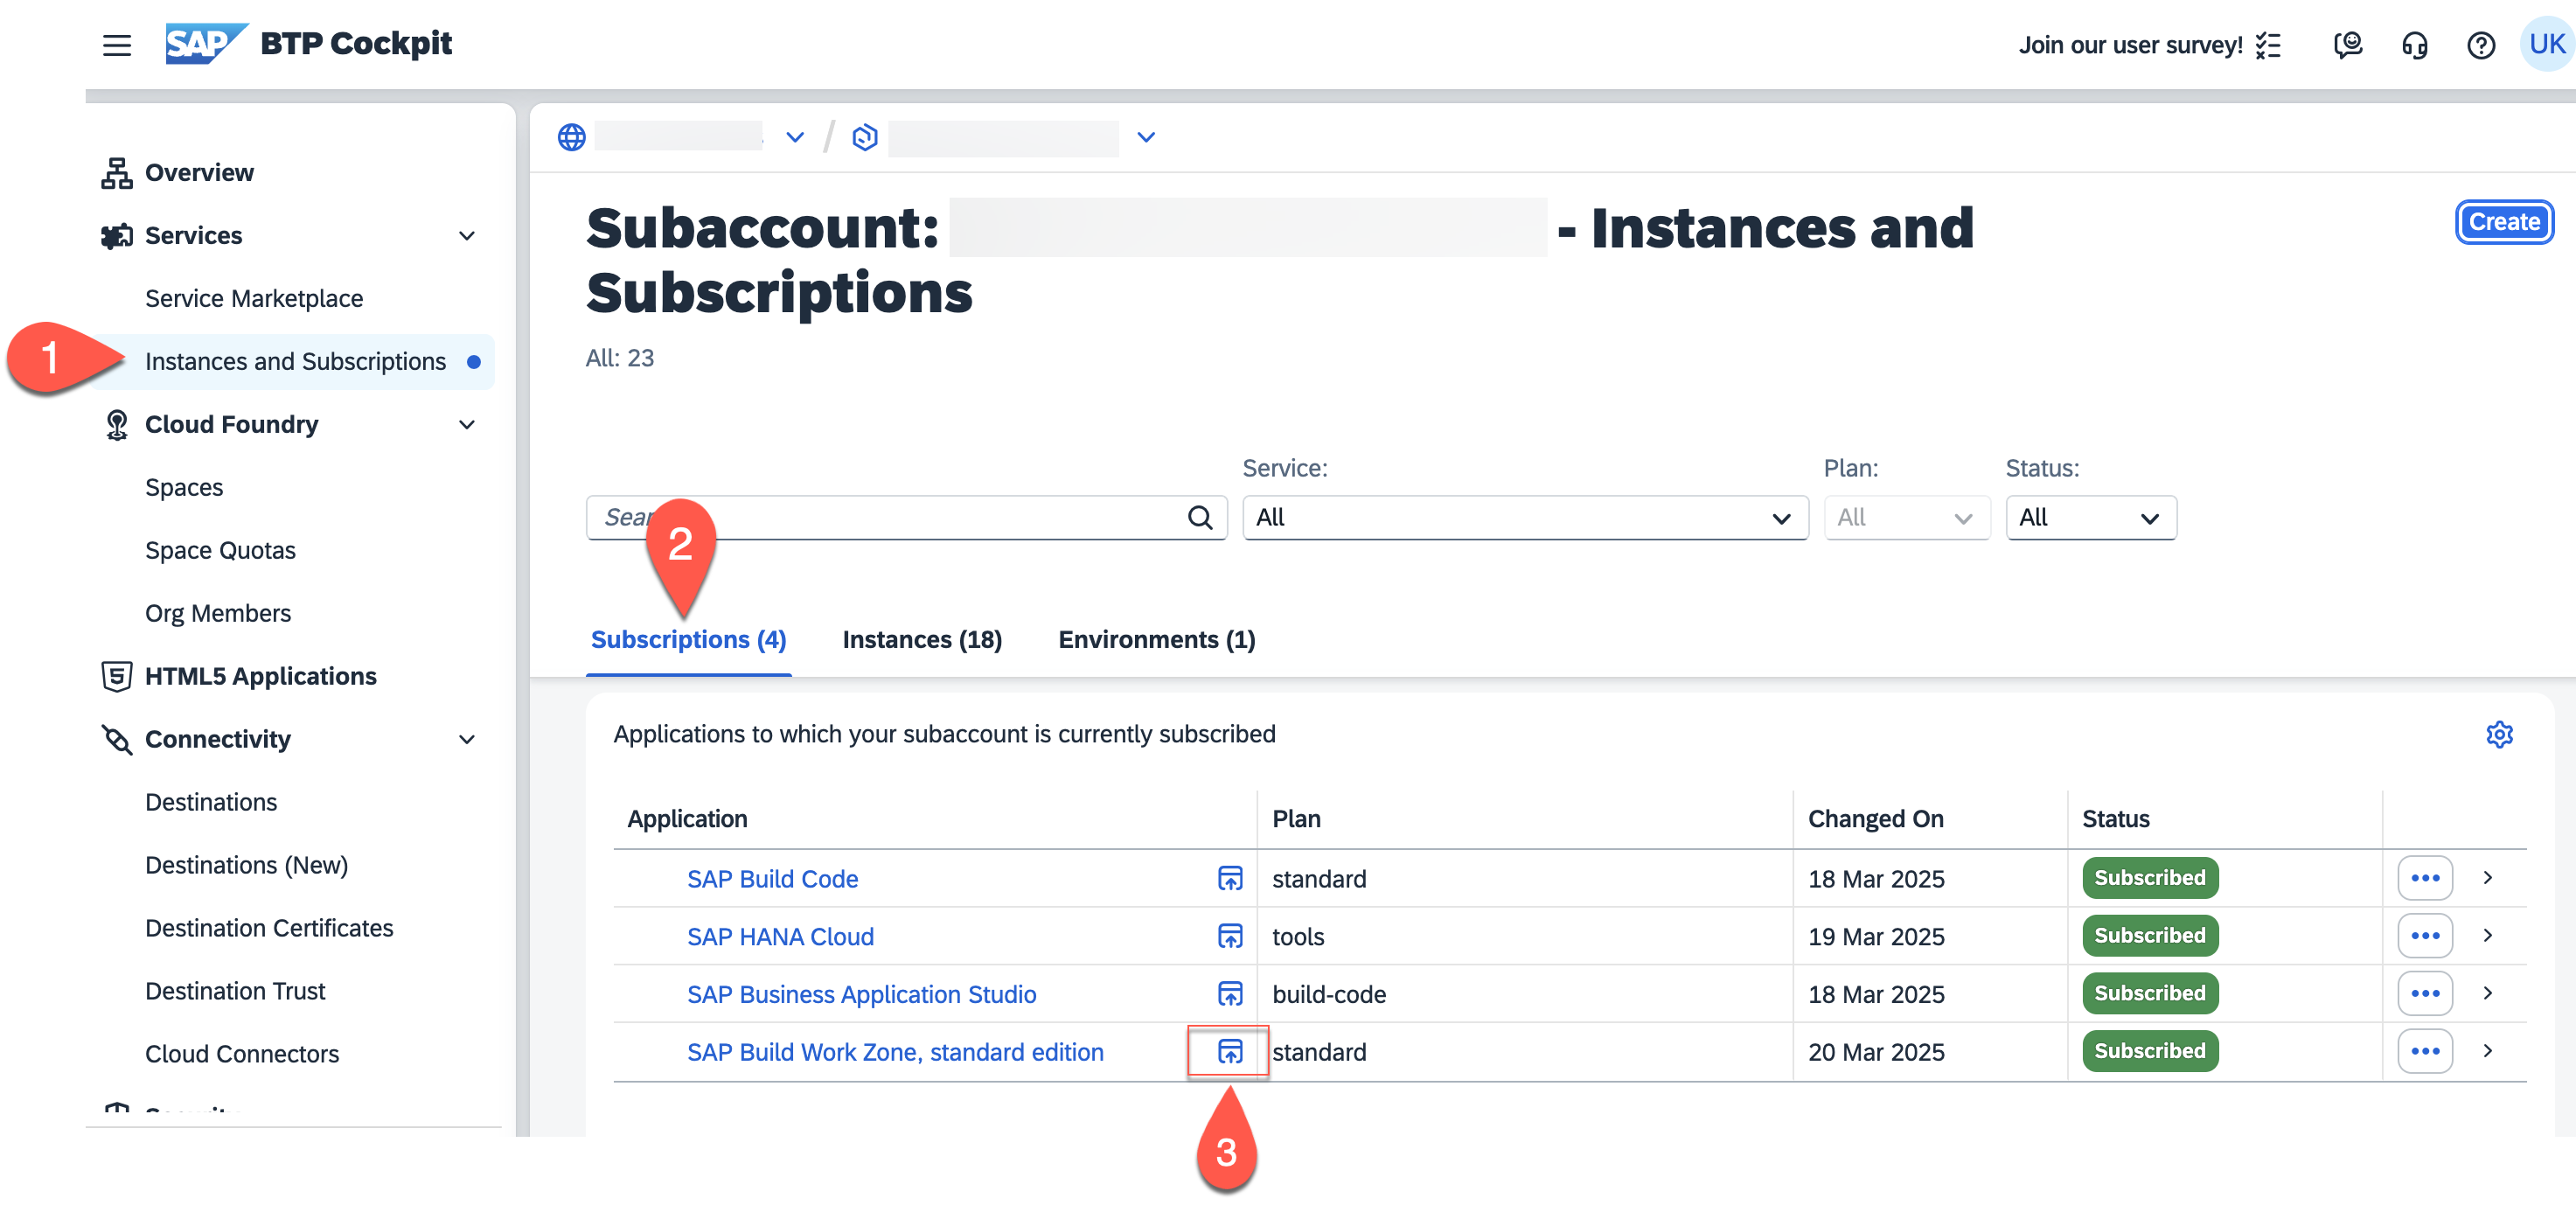 SAP BTP Cockpit
Join our user survey!
UK
Overview
Services
Service Marketplace
1
Instances and Subscriptions
Cloud Foundry
Spaces
Space Quotas
Org Members
HTML5 Applications
Connectivity
Destinations
Destinations (New)
Destination Certificates
Destination Trust
Cloud Connectors
/
Subaccount: - Instances and
Subscriptions
Create
All: 23
Service:
Plan:
Status:
All
All
All
2
Subscriptions (4)
Instances (18)
Environments (1)
Applications to which your subaccount is currently subscribed
Application Plan Changed On Status
SAP Build Code standard 18 Mar 2025 Subscribed
SAP HANA Cloud tools 19 Mar 2025 Subscribed
SAP Business Application Studio build-code 18 Mar 2025 Subscribed
SAP Build Work Zone, standard edition standard 20 Mar 2025 Subscribed
3